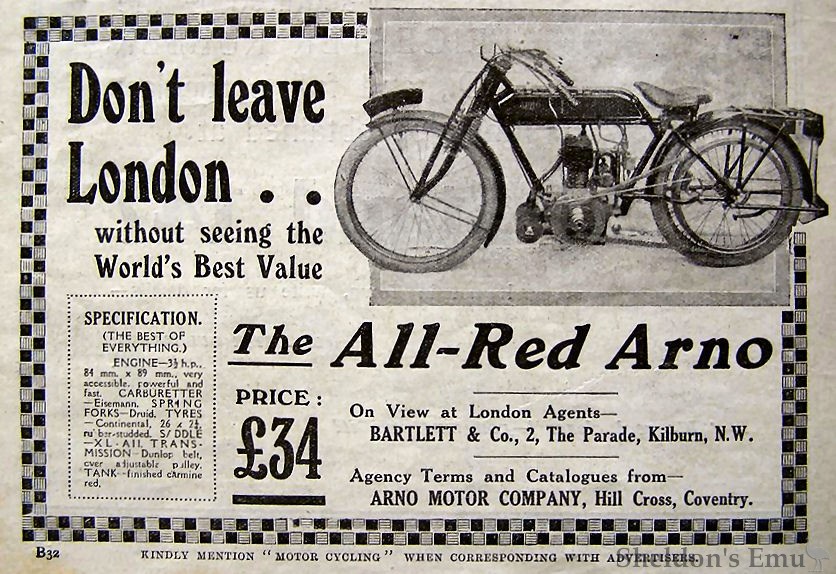 Don't leave
London . .
without seeing the
World's Best Value
The All-Red Arno
SPECIFICATION.
(THE BEST OF
EVERYTHING.)
ENGINE—3½ h.p.,
84 mm. x 89 mm., very
accessible, powerful and
fast. CARBURETTER
—Eisemann. SPRING
FORKS—Druid. TYRES
—Continental, 26 x 2½,
rubber-studded. SADDLE
—XL-ALL TRANS-
MISSION—Dunlop belt,
over adjustable pulley.
TANK—finished carmine
red.
PRICE:
£34
On View at London Agents—
BARTLETT & Co., 2, The Parade, Kilburn, N.W.
Agency Terms and Catalogues from—
ARNO MOTOR COMPANY, Hill Cross, Coventry.
B32 KINDLY MENTION "MOTOR CYCLING" WHEN CORRESPONDING WITH ADVERTISERS.
Sheldon's Emu